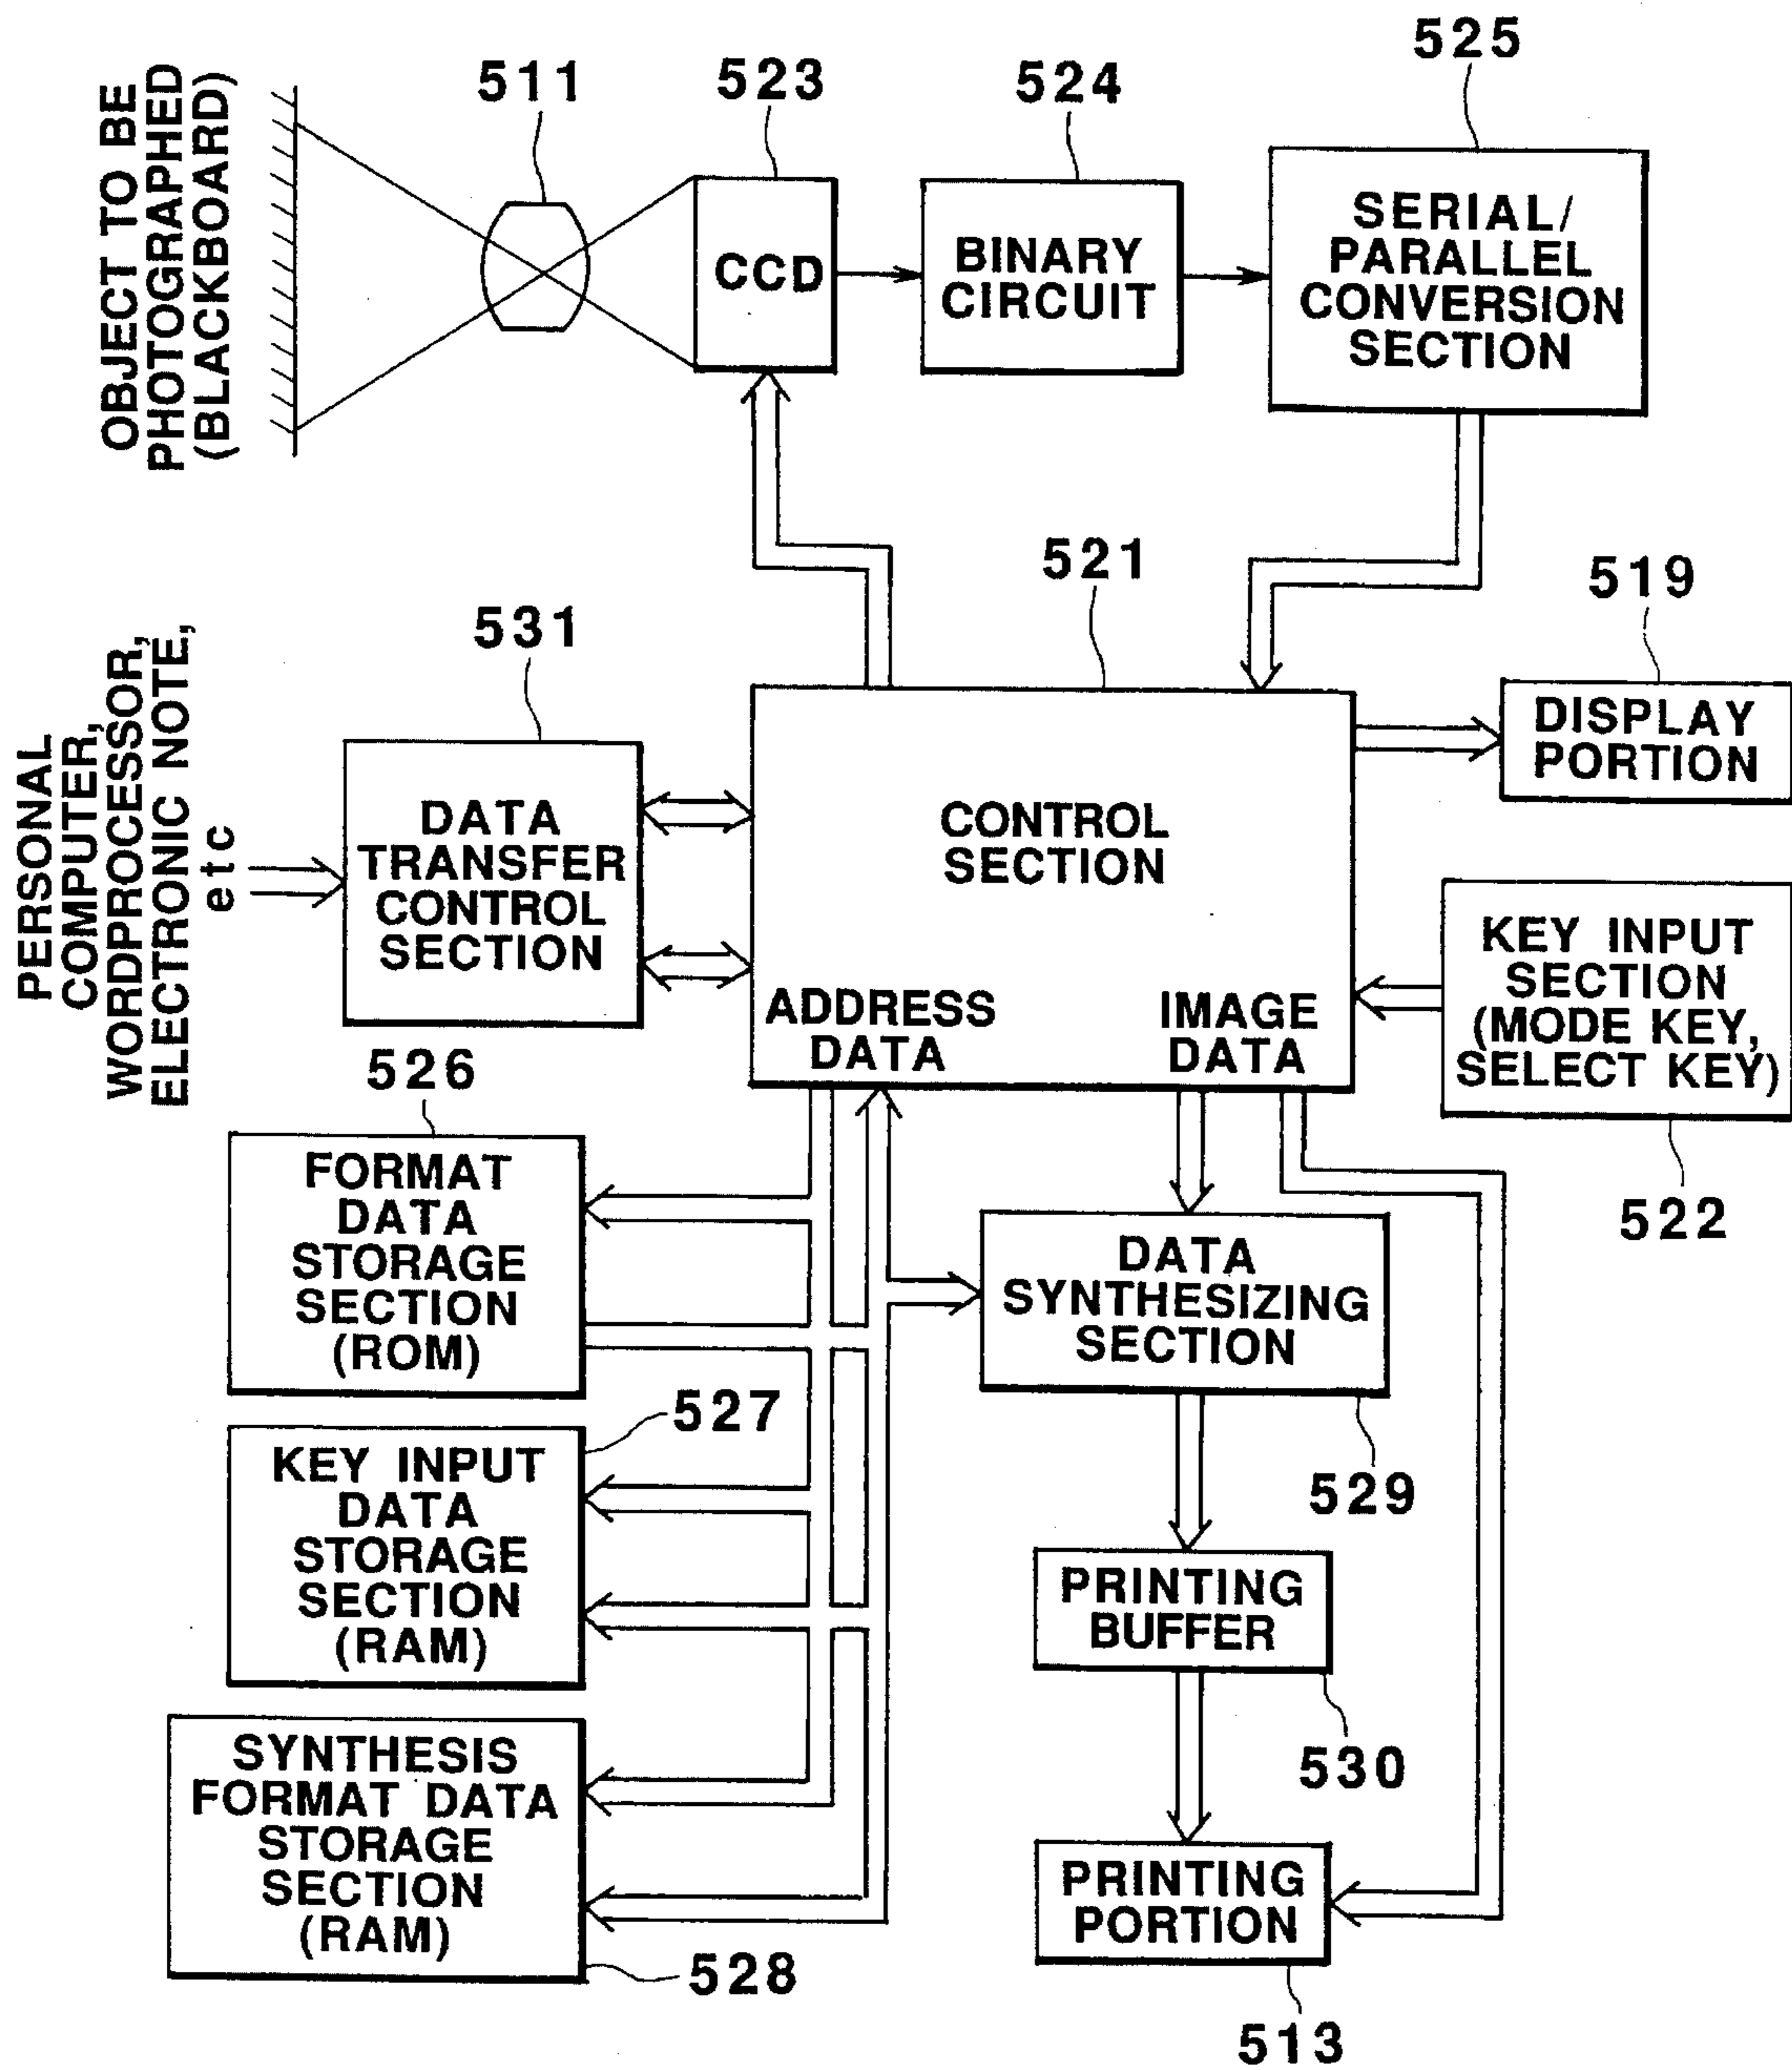 525
511
523
524
OBJECT TO BE
PHOTOGRAPHED
(BLACKBOARD)
CCD
BINARY
CIRCUIT
SERIAL/
PARALLEL
CONVERSION
SECTION
521
519
531
PERSONAL
COMPUTER,
WORDPROCESSOR,
ELECTRONIC NOTE,
etc
DATA
TRANSFER
CONTROL
SECTION
CONTROL
SECTION
ADDRESS
DATA
IMAGE
DATA
DISPLAY
PORTION
KEY INPUT
SECTION
(MODE KEY,
SELECT KEY)
522
526
FORMAT
DATA
STORAGE
SECTION
(ROM)
DATA
SYNTHESIZING
SECTION
529
527
KEY INPUT
DATA
STORAGE
SECTION
(RAM)
PRINTING
BUFFER
530
SYNTHESIS
FORMAT DATA
STORAGE
SECTION
(RAM)
528
PRINTING
PORTION
513